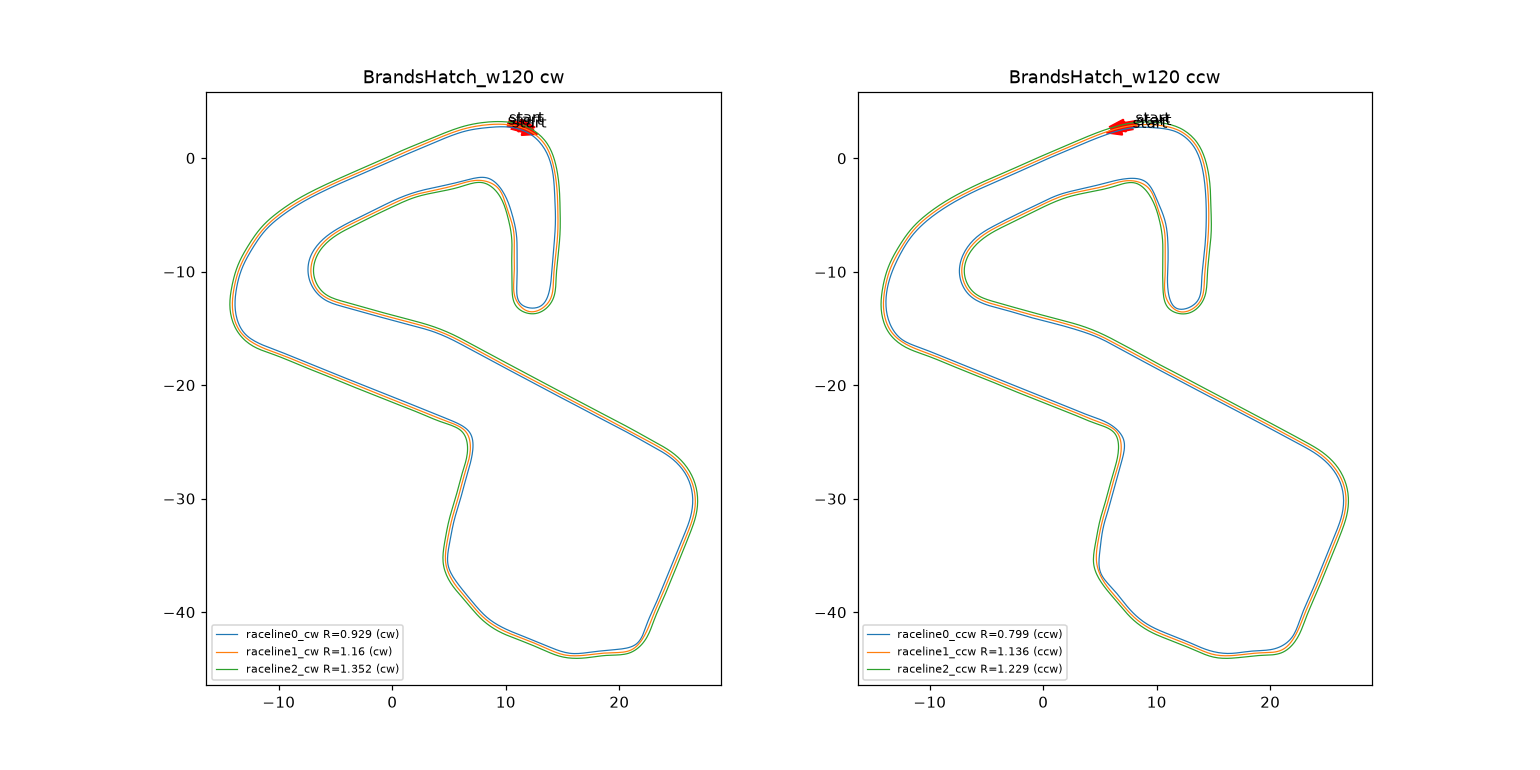 BrandsHatch_w120 cw
start
start
0
−10
−20
−30
−40
−10
0
10
20
raceline0_cw R=0.929 (cw)
raceline1_cw R=1.16 (cw)
raceline2_cw R=1.352 (cw)
BrandsHatch_w120 ccw
start
start
0
−10
−20
−30
−40
−10
0
10
20
raceline0_ccw R=0.799 (ccw)
raceline1_ccw R=1.136 (ccw)
raceline2_ccw R=1.229 (ccw)